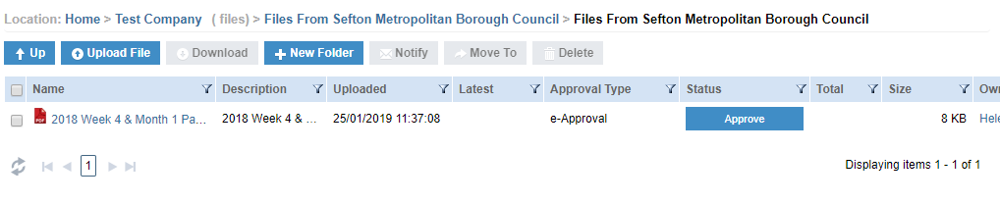 Location: Home > Test Company ( files) > Files From Sefton Metropolitan Borough Council > Files From Sefton Metropolitan Borough Council
Up Upload File Download New Folder Notify Move To Delete
Name Description Uploaded Latest Approval Type Status Total Size Own
PDF 2018 Week 4 & Month 1 Pa... 2018 Week 4 & ... 25/01/2019 11:37:08 e-Approval Approve 8 KB Hele
1 Displaying items 1 - 1 of 1